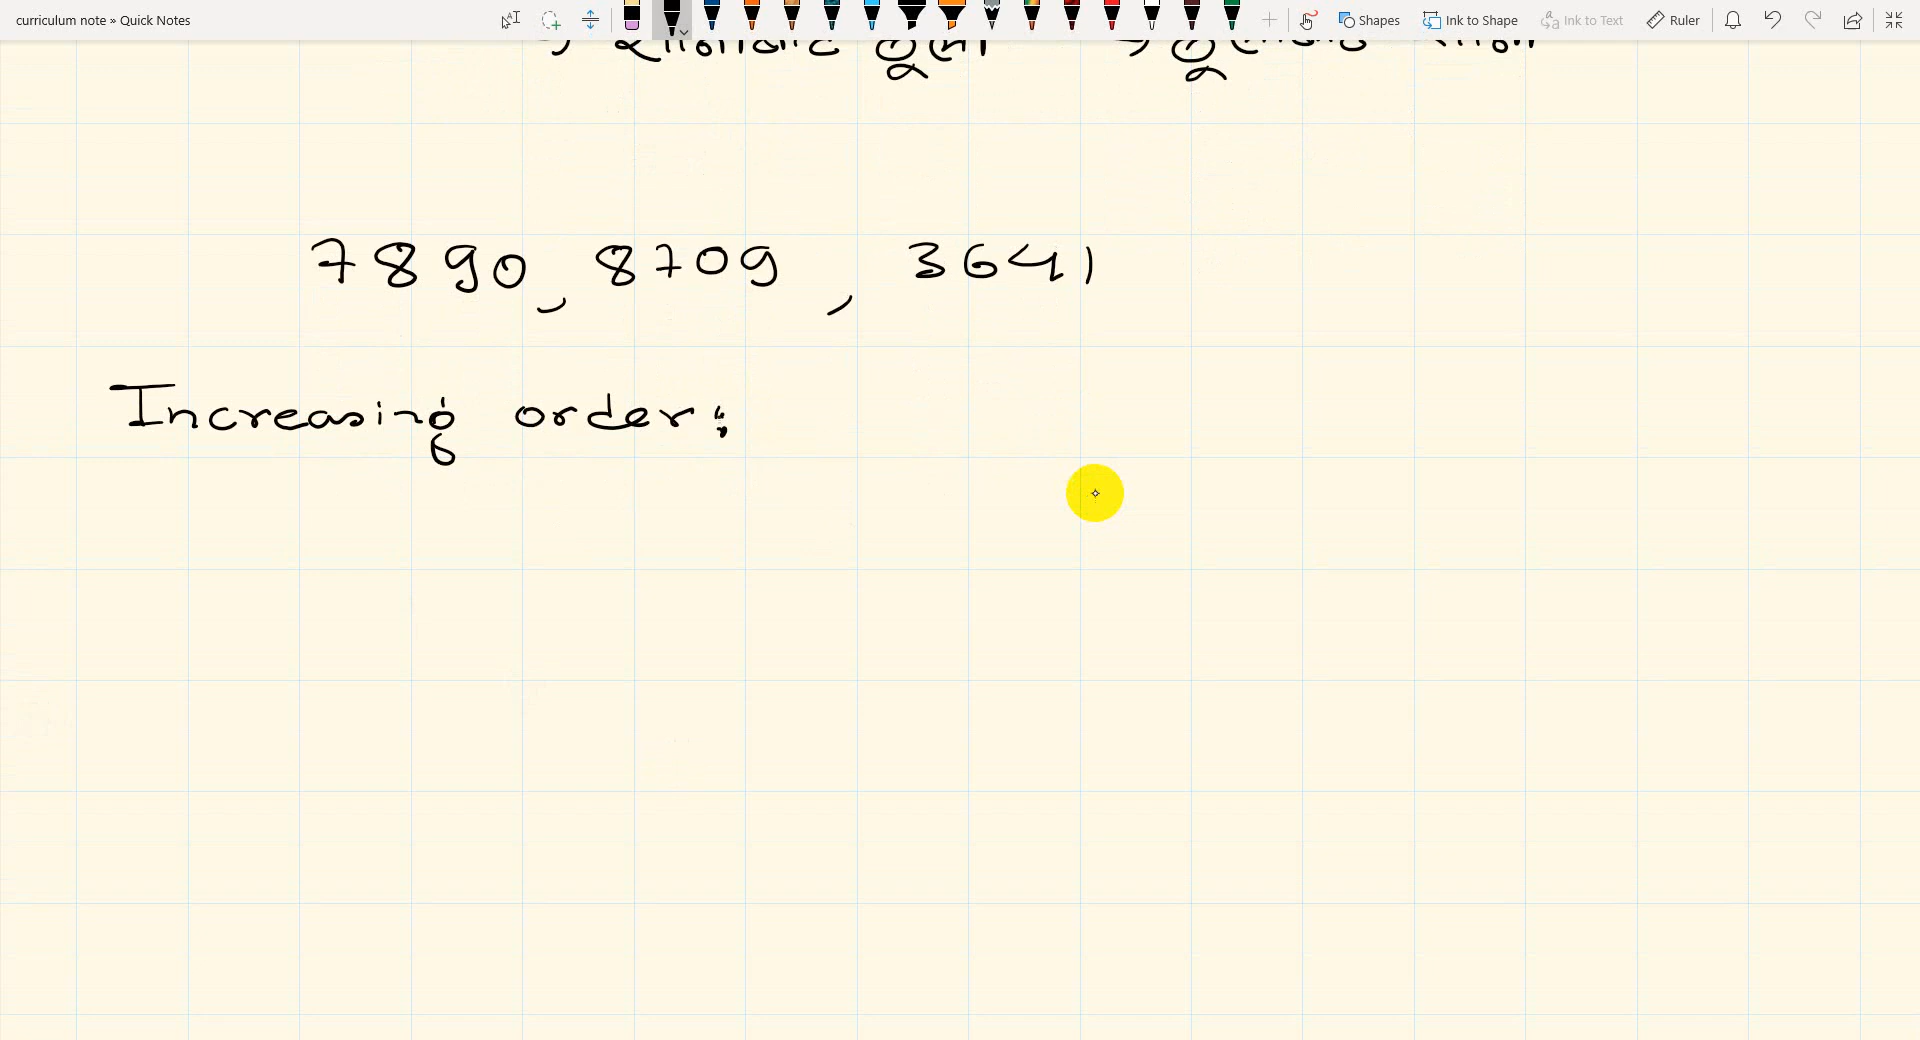 curriculum note » Quick Notes
Shapes Ink to Shape Ink to Text Ruler
7890, 8709, 3641
Increasing order: